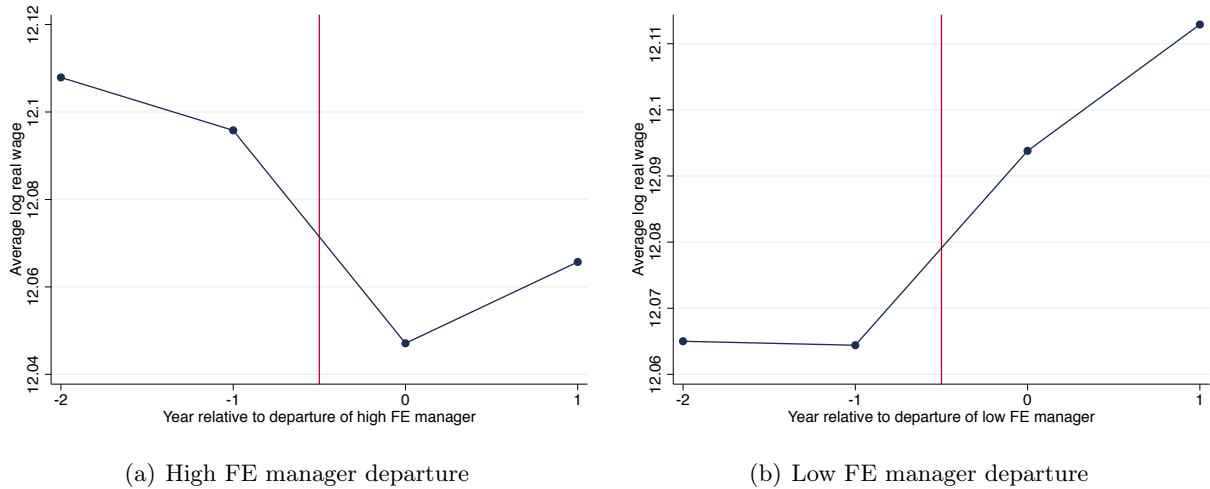 12.12
12.1
12.08
12.06
12.04
Average log real wage
-2 -1 0 1
Year relative to departure of high FE manager
(a) High FE manager departure
12.11
12.1
12.09
12.08
12.07
12.06
Average log real wage
-2 -1 0 1
Year relative to departure of low FE manager
(b) Low FE manager departure